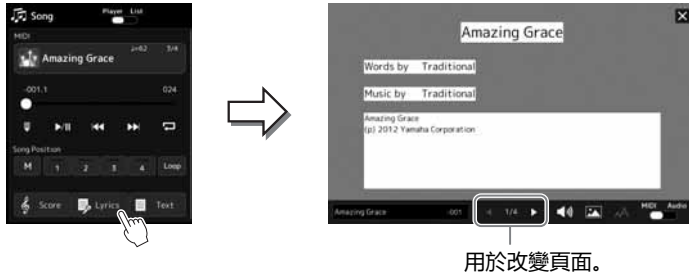 Song
Player List
MIDI
Amazing Grace
♩=82 3/4
-001.1 024
Song Position
M 1 2 3 4 Loop
Score Lyrics Text
Amazing Grace
Words by Traditional
Music by Traditional
Amazing Grace
(p) 2012 Yamaha Corporation
Amazing Grace -001 1/4 MIDI Audio
用於改變頁面。